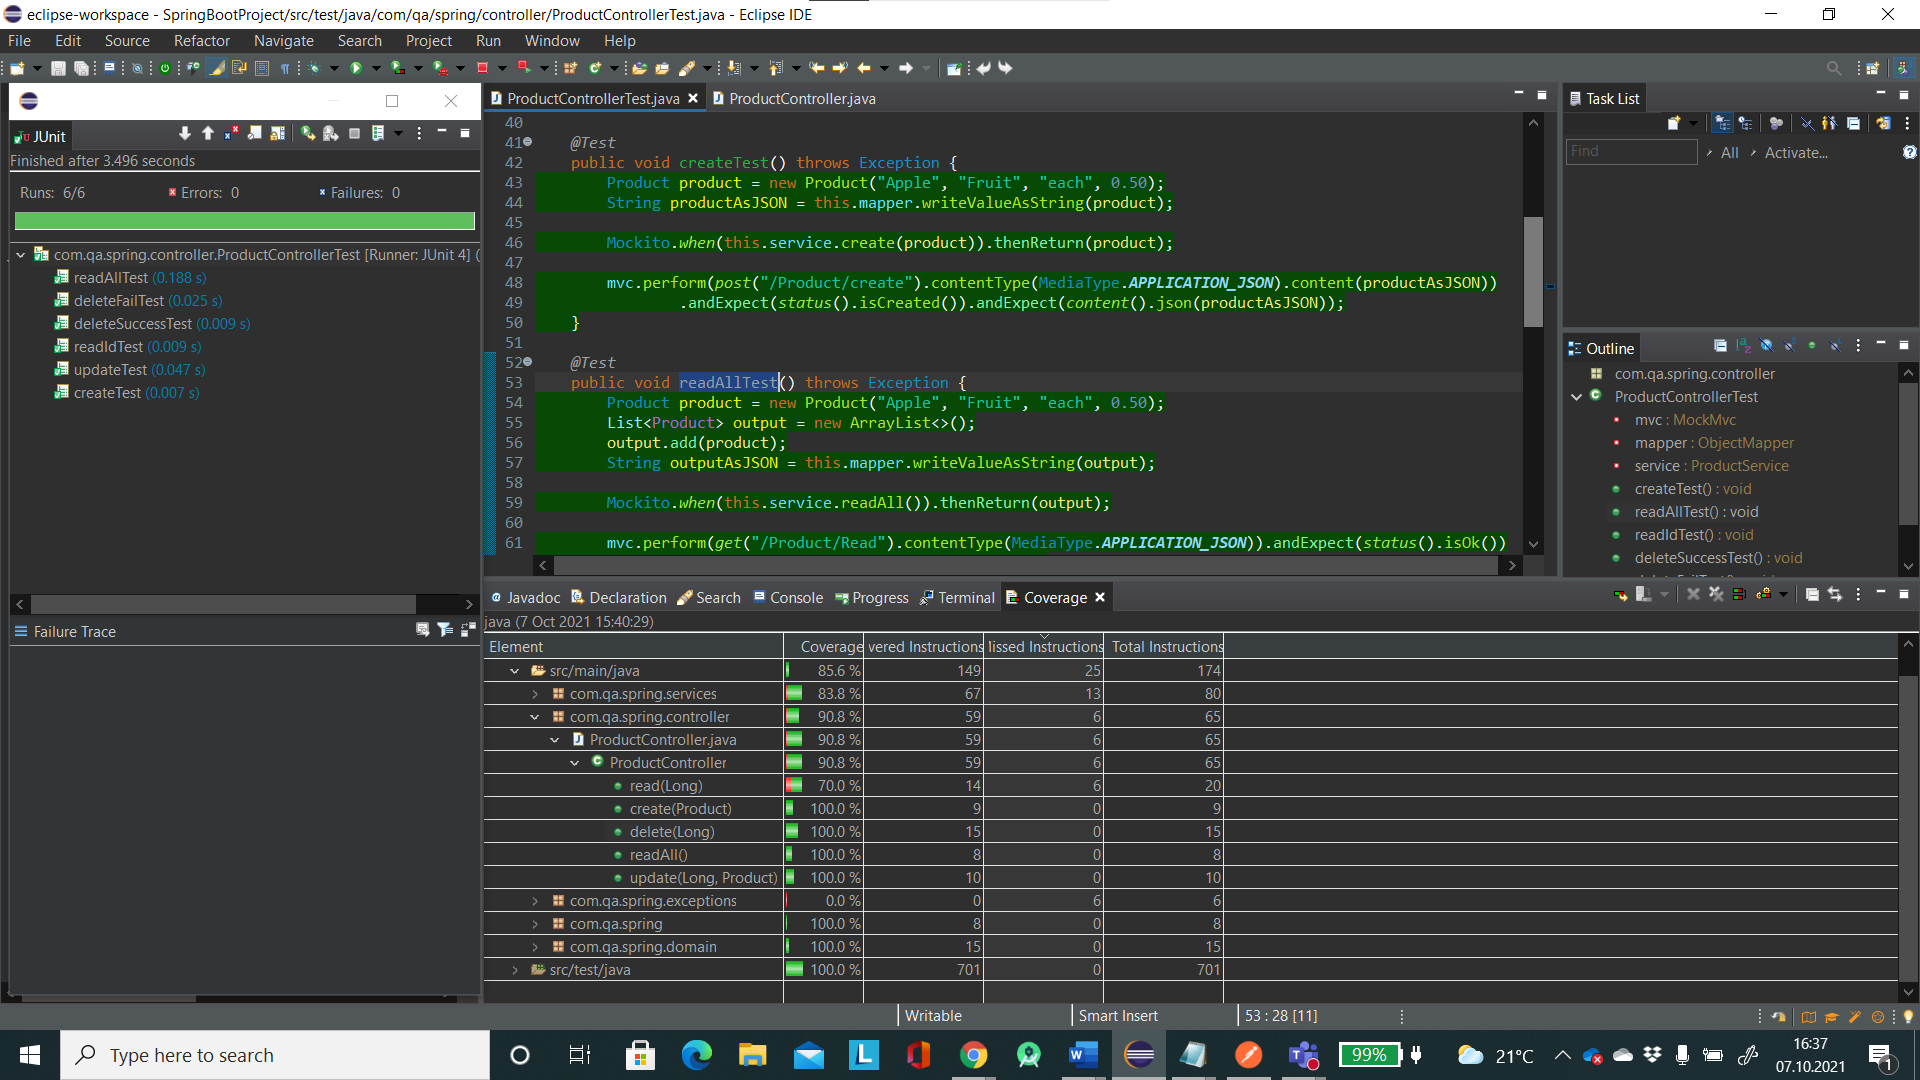 eclipse-workspace - SpringBootProject/src/test/java/com/qa/spring/controller/ProductControllerTest.java - Eclipse IDE
File Edit Source Refactor Navigate Search Project Run Window Help
JUnit
Finished after 3.496 seconds
Runs: 6/6 Errors: 0 Failures: 0
com.qa.spring.controller.ProductControllerTest [Runner: JUnit 4] (
readAllTest (0.188 s)
deleteFailTest (0.025 s)
deleteSuccessTest (0.009 s)
readIdTest (0.009 s)
updateTest (0.047 s)
createTest (0.007 s)
Failure Trace
ProductControllerTest.java ProductController.java
40
41 @Test
42 public void createTest() throws Exception {
43 Product product = new Product("Apple", "Fruit", "each", 0.50);
44 String productAsJSON = this.mapper.writeValueAsString(product);
45
46 Mockito.when(this.service.create(product)).thenReturn(product);
47
48 mvc.perform(post("/Product/create").contentType(MediaType.APPLICATION_JSON).content(productAsJSON))
49 .andExpect(status().isCreated()).andExpect(content().json(productAsJSON));
50 }
51
52 @Test
53 public void readAllTest() throws Exception {
54 Product product = new Product("Apple", "Fruit", "each", 0.50);
55 List<Product> output = new ArrayList<>();
56 output.add(product);
57 String outputAsJSON = this.mapper.writeValueAsString(output);
58
59 Mockito.when(this.service.readAll()).thenReturn(output);
60
61 mvc.perform(get("/Product/Read").contentType(MediaType.APPLICATION_JSON)).andExpect(status().isOk())
Task List
Find All Activate...
Outline
com.qa.spring.controller
ProductControllerTest
mvc : MockMvc
mapper : ObjectMapper
service : ProductService
createTest() : void
readAllTest() : void
readIdTest() : void
deleteSuccessTest() : void
Javadoc Declaration Search Console Progress Terminal Coverage
java (7 Oct 2021 15:40:29)
Element Coverage vered Instructions lissed Instructions Total Instructions
src/main/java 85.6 % 149 25 174
com.qa.spring.services 83.8 % 67 13 80
com.qa.spring.controller 90.8 % 59 6 65
ProductController.java 90.8 % 59 6 65
ProductController 90.8 % 59 6 65
read(Long) 70.0 % 14 6 20
create(Product) 100.0 % 9 0 9
delete(Long) 100.0 % 15 0 15
readAll() 100.0 % 8 0 8
update(Long, Product) 100.0 % 10 0 10
com.qa.spring.exceptions 0.0 % 0 6 6
com.qa.spring 100.0 % 8 0 8
com.qa.spring.domain 100.0 % 15 0 15
src/test/java 100.0 % 701 0 701
Writable Smart Insert 53 : 28 [11]
Type here to search
99% 21°C 16:37
07.10.2021
1